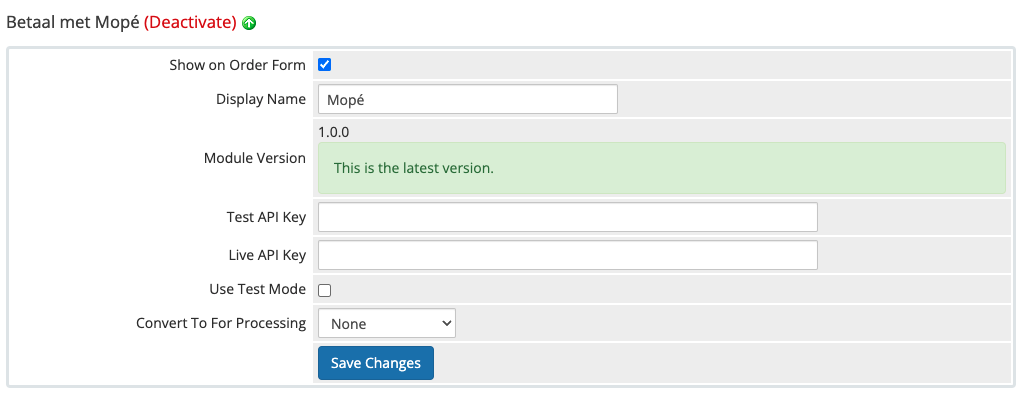 Betaal met Mopé (Deactivate)
Show on Order Form
Display Name Mopé
1.0.0
Module Version
This is the latest version.
Test API Key
Live API Key
Use Test Mode
Convert To For Processing None
Save Changes